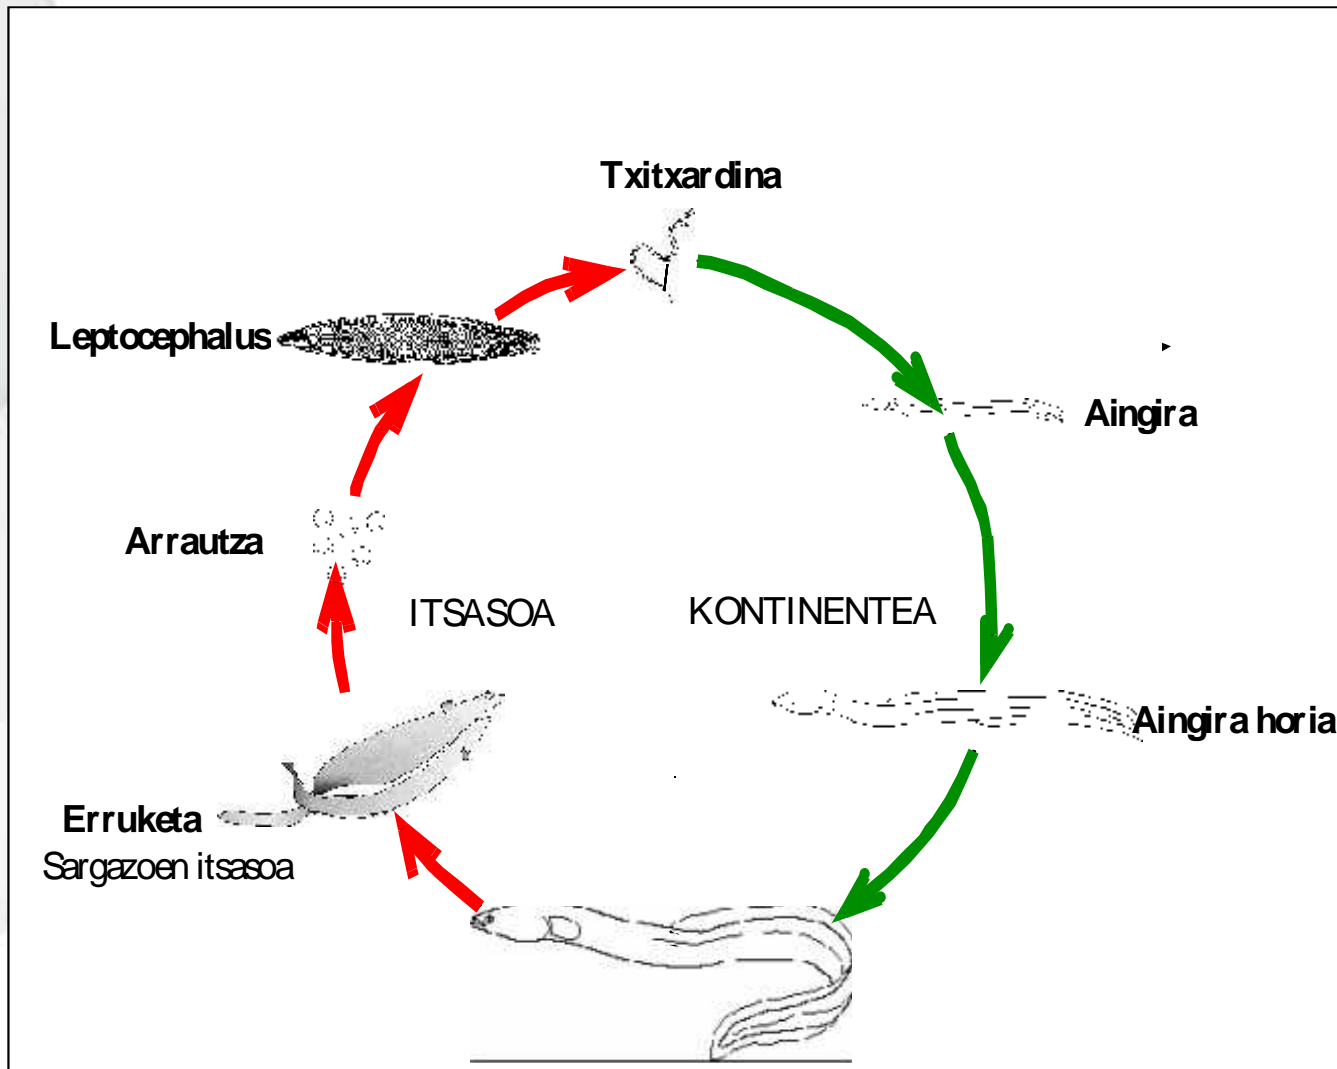 Txitxardina
Leptocephalus
Aingira
Arrautza
ITSASOA
KONTINENTEA
Aingira horia
Erruketa
Sargazoen itsasoa